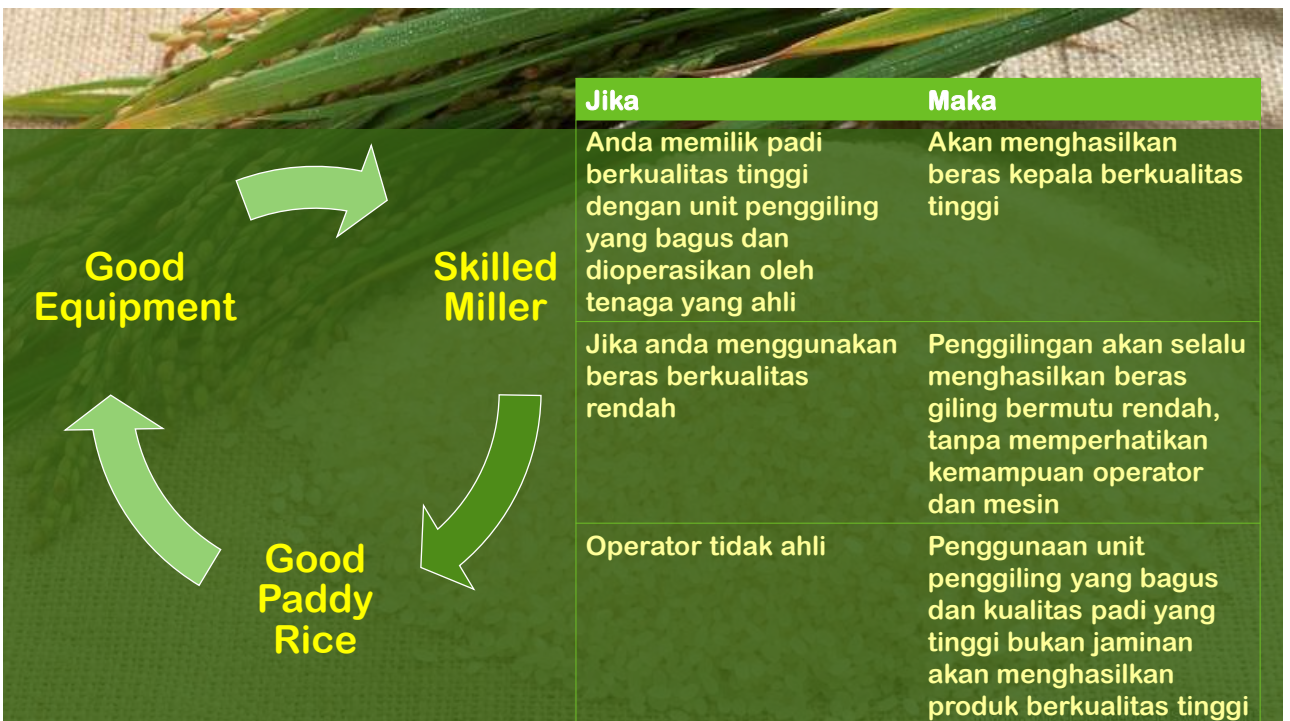 Good
Equipment
Skilled
Miller
Good
Paddy
Rice
Jika
Maka
Anda memilik padi
berkualitas tinggi
dengan unit penggiling
yang bagus dan
dioperasikan oleh
tenaga yang ahli
Akan menghasilkan
beras kepala berkualitas
tinggi
Jika anda menggunakan
beras berkualitas
rendah
Penggilingan akan selalu
menghasilkan beras
giling bermutu rendah,
tanpa memperhatikan
kemampuan operator
dan mesin
Operator tidak ahli
Penggunaan unit
penggiling yang bagus
dan kualitas padi yang
tinggi bukan jaminan
akan menghasilkan
produk berkualitas tinggi